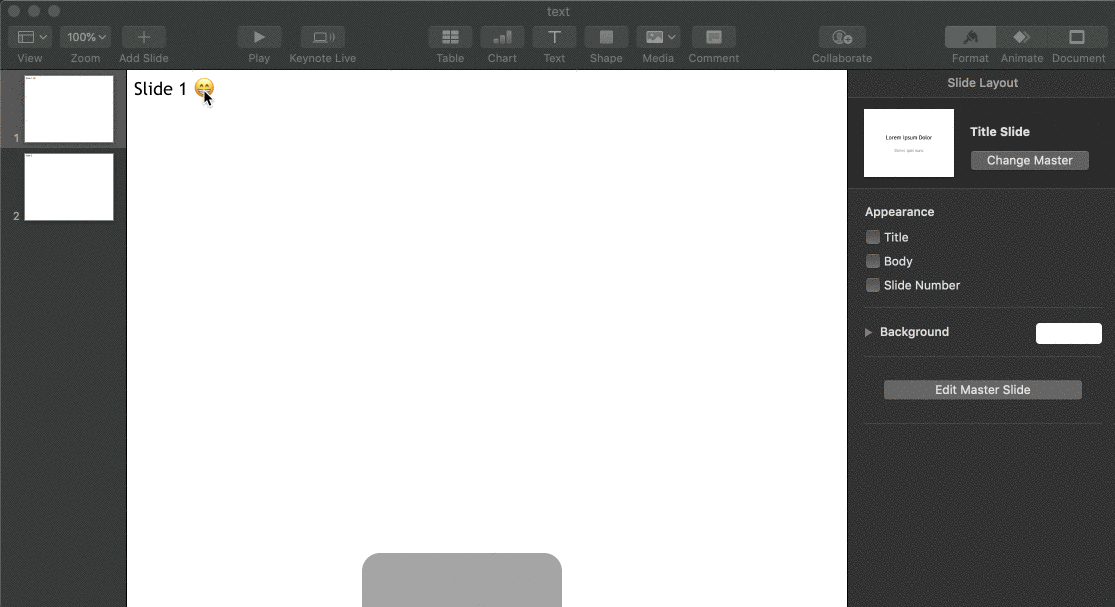 text
100%
View Zoom Add Slide Play Keynote Live Table Chart Text Shape Media Comment Collaborate Format Animate Document
1
2
Slide 1 😁
Slide Layout
Lorem Ipsum Dolor
Title Slide
Change Master
Appearance
Title
Body
Slide Number
Background
Edit Master Slide